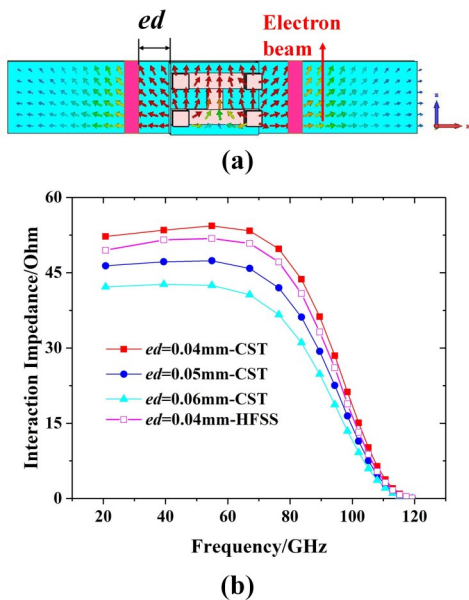 ed
Electron
beam
(a)
60
45
30
15
0
Interaction Impedance/Ohm
ed=0.04mm-CST
ed=0.05mm-CST
ed=0.06mm-CST
ed=0.04mm-HFSS
20 40 60 80 100 120
Frequency/GHz
(b)